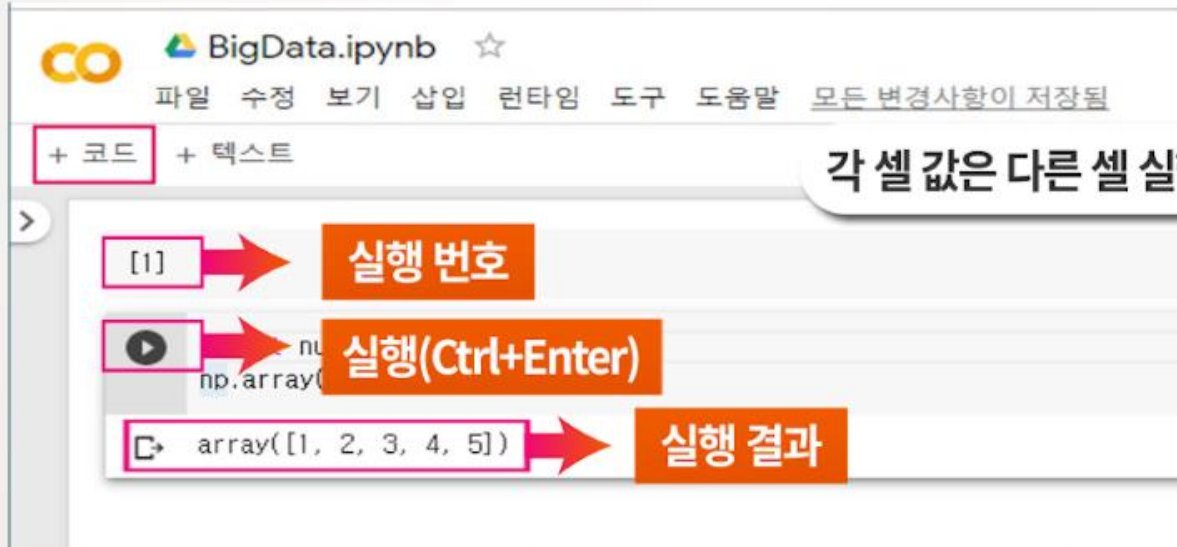 BigData.ipynb
파일 수정 보기 삽입 런타임 도구 도움말 모든 변경사항이 저장됨
+ 코드 + 텍스트
각 셀 값은 다른 셀
[1] 실행 번호
실행(Ctrl+Enter)
np.array(
array([1, 2, 3, 4, 5]) 실행 결과